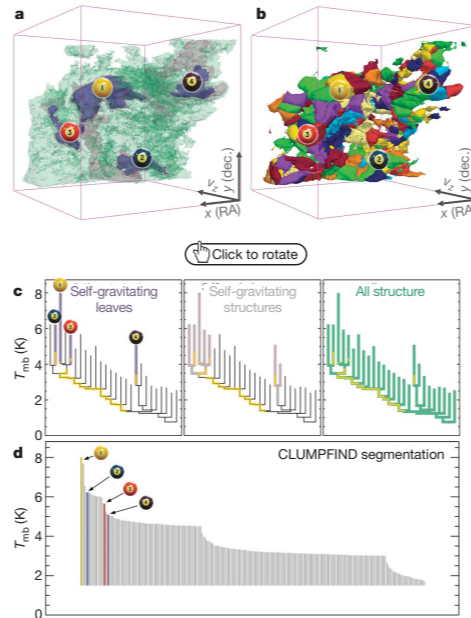 a
b
1
4
3
2
v_z
y (dec.)
x (RA)
1
4
3
2
v_z
y (dec.)
x (RA)
Click to rotate
c
8
6
4
2
0
T_mb (K)
1
2
3
4
Self-gravitating
leaves
Self-gravitating
structures
All structure
d
8
6
4
2
0
T_mb (K)
CLUMPFIND segmentation
1
3
4